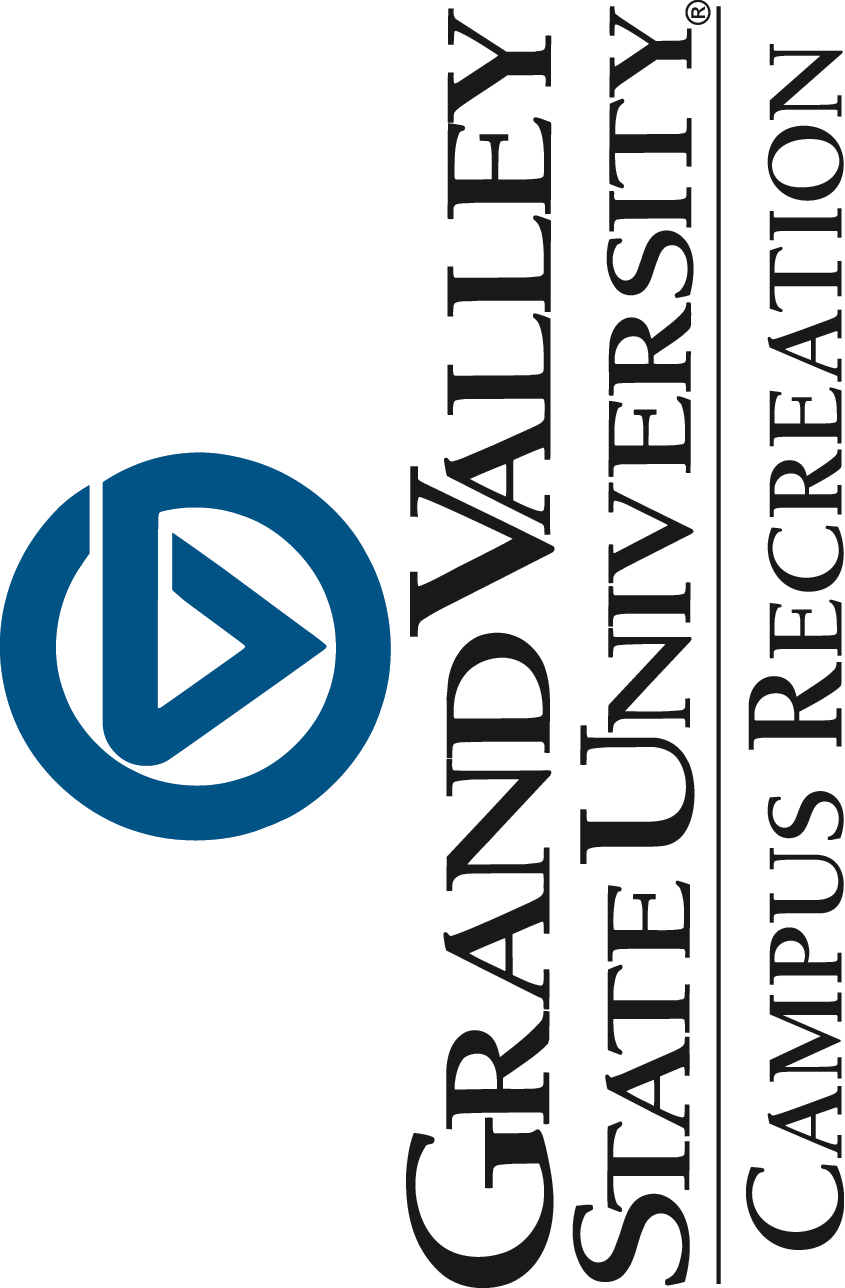 GRAND VALLEY
STATE UNIVERSITY®
CAMPUS RECREATION